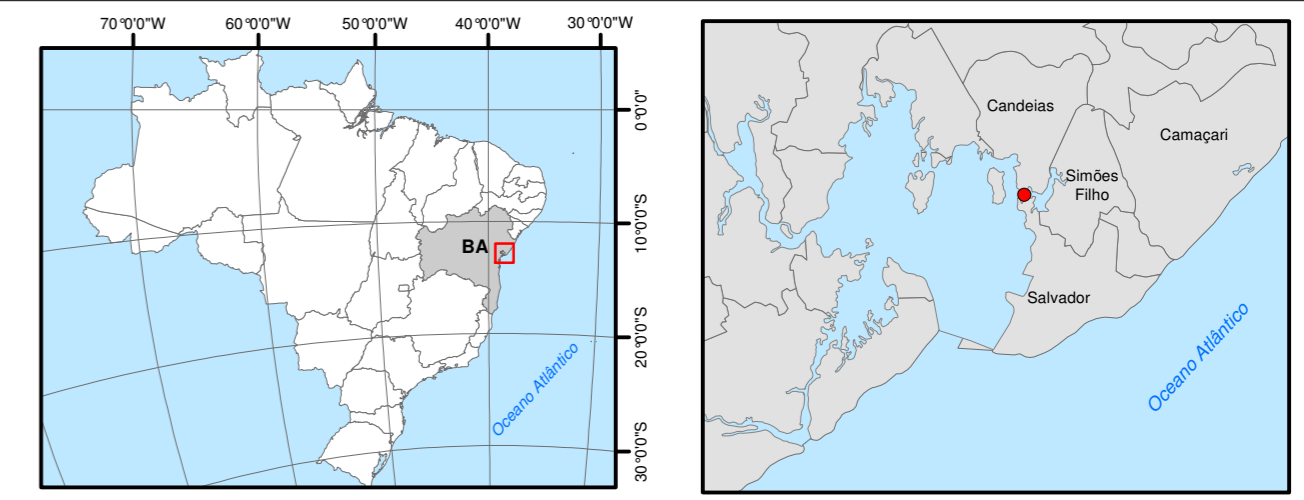 70°0'0"W 60°0'0"W 50°0'0"W 40°0'0"W 30°0'0"W
0°0'0"
10°0'0"S
20°0'0"S
30°0'0"S
BA
Oceano Atlântico
Candeias
Camaçari
Simões
Filho
Salvador
Oceano Atlântico